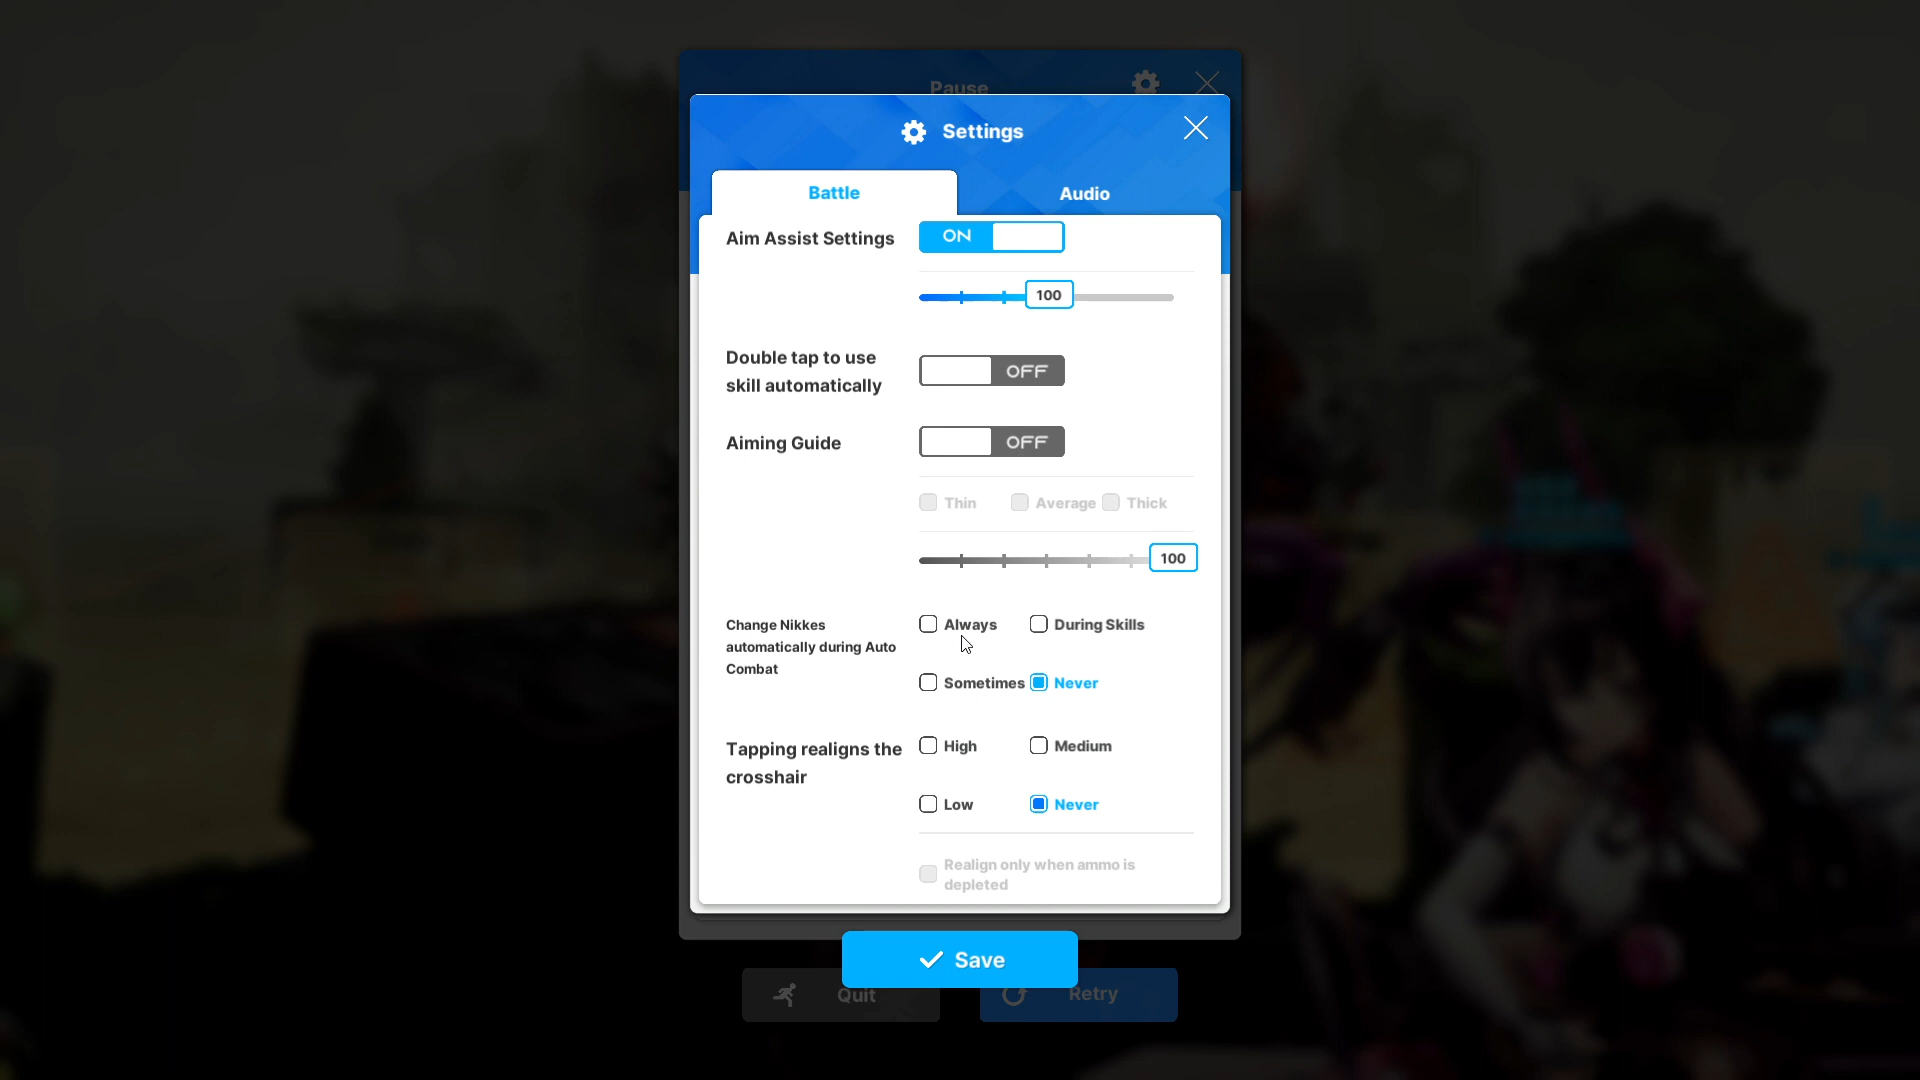 Pause
Settings
Battle
Audio
Aim Assist Settings
ON
100
Double tap to use
skill automatically
OFF
Aiming Guide
OFF
Thin
Average
Thick
100
Change Nikkes
automatically during Auto
Combat
Always
During Skills
Sometimes
Never
Tapping realigns the
crosshair
High
Medium
Low
Never
Realign only when ammo is
depleted
Save
Quit
Retry